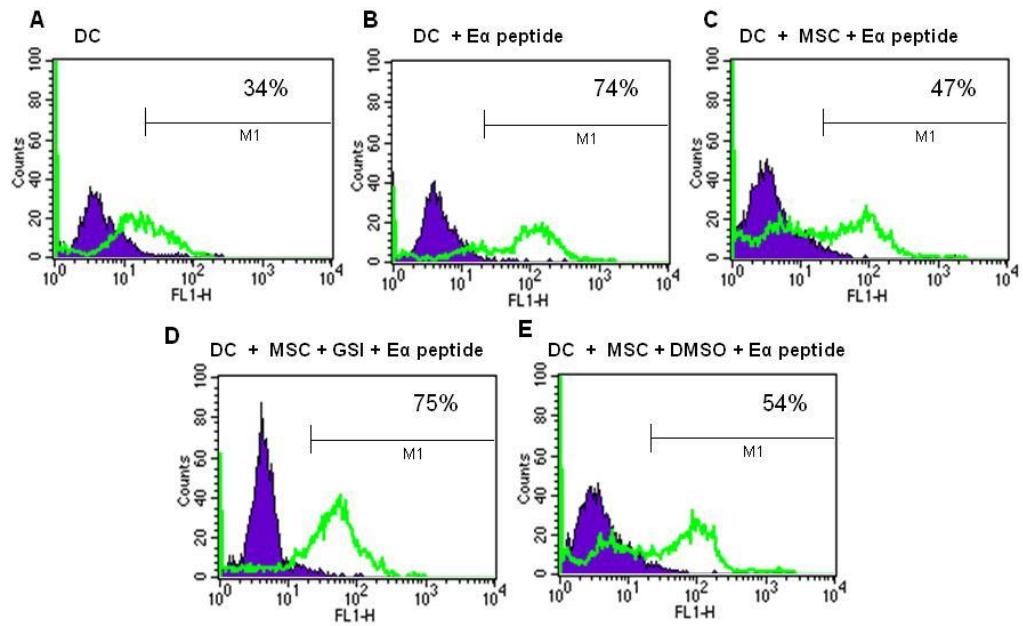 A
DC
34%
M1
Counts
100
80
60
40
20
0
10^0 10^1 10^2 10^3 10^4
FL1-H
B
DC + Eα peptide
74%
M1
Counts
100
80
60
40
20
0
10^0 10^1 10^2 10^3 10^4
FL1-H
C
DC + MSC + Eα peptide
47%
M1
Counts
100
80
60
40
20
0
10^0 10^1 10^2 10^3 10^4
FL1-H
D
DC + MSC + GSI + Eα peptide
75%
M1
Counts
100
80
60
40
20
0
10^0 10^1 10^2 10^3 10^4
FL1-H
E
DC + MSC + DMSO + Eα peptide
54%
M1
Counts
100
80
60
40
20
0
10^0 10^1 10^2 10^3 10^4
FL1-H